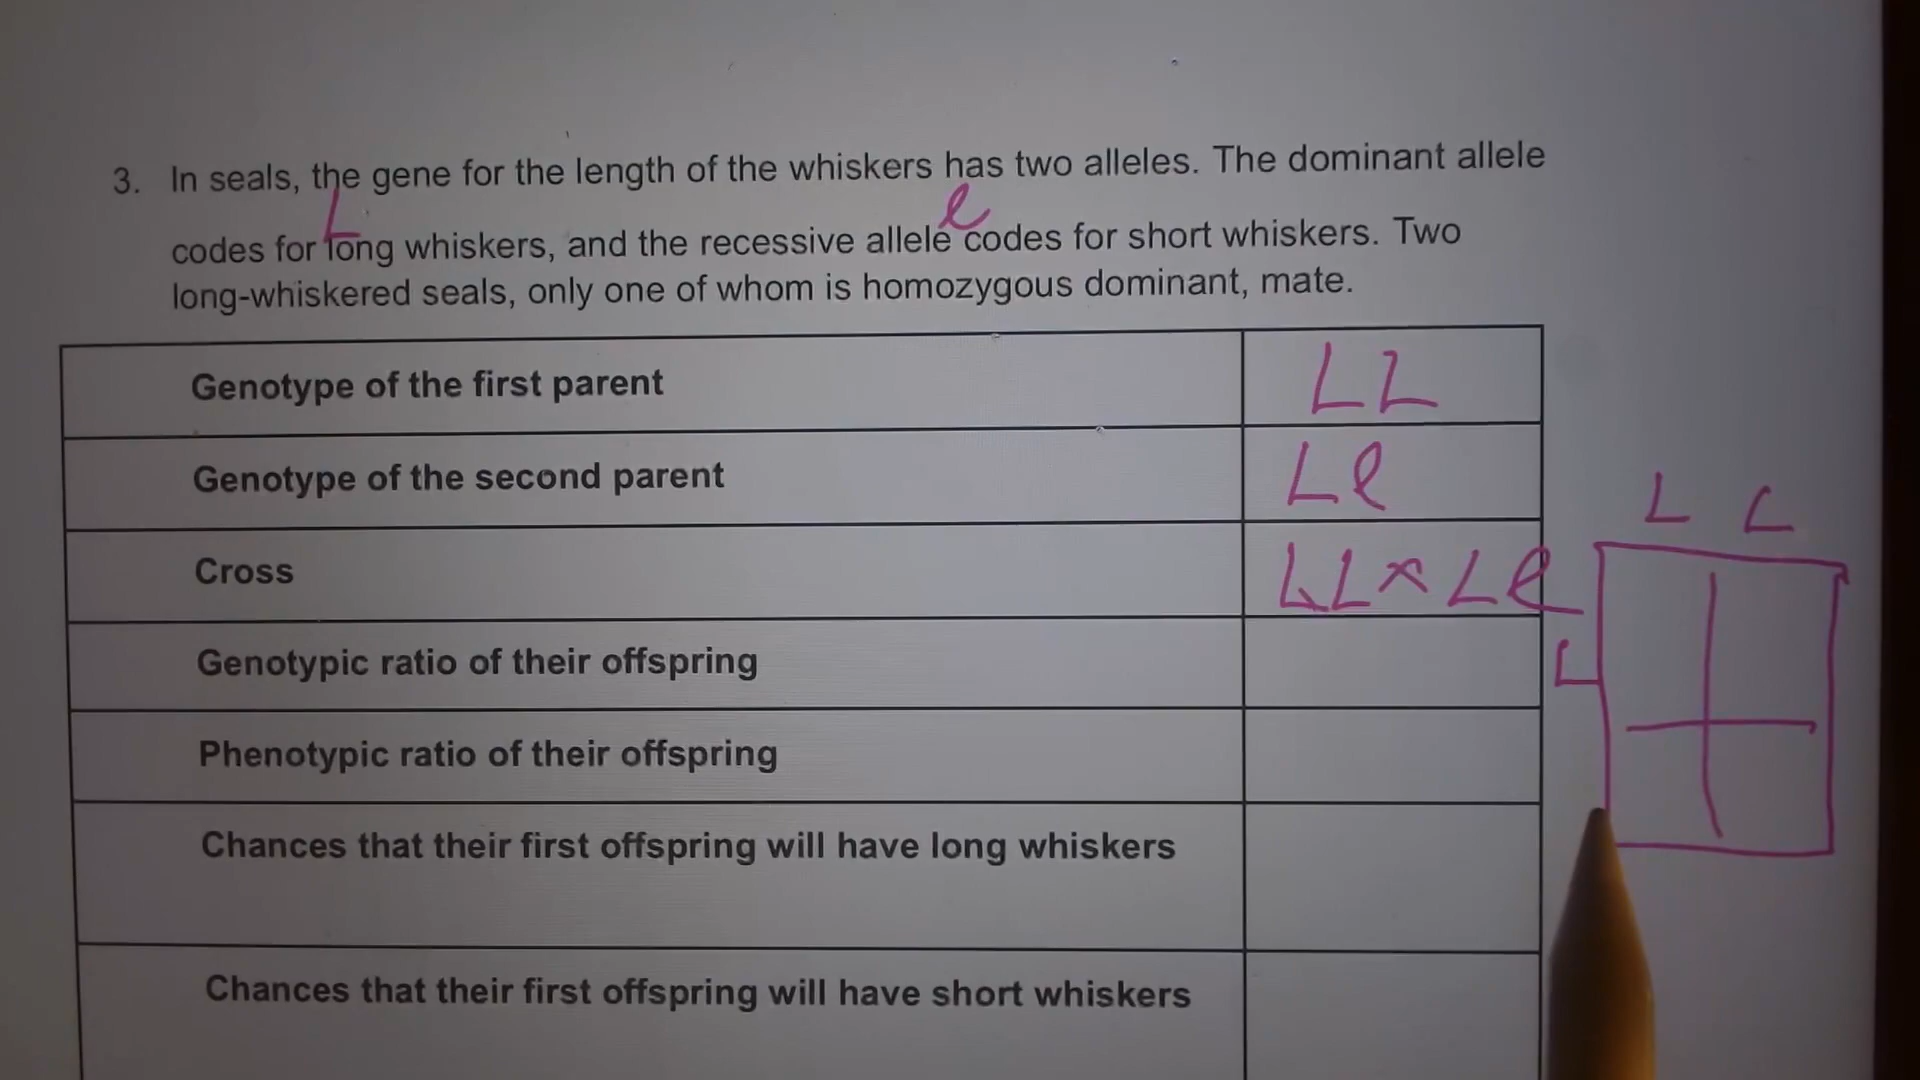 3. In seals, the gene for the length of the whiskers has two alleles. The dominant allele
L l
codes for long whiskers, and the recessive allele codes for short whiskers. Two
long-whiskered seals, only one of whom is homozygous dominant, mate.
Genotype of the first parent LL
Genotype of the second parent Ll
L L
Cross LL x Ll
Genotypic ratio of their offspring
L
Phenotypic ratio of their offspring
Chances that their first offspring will have long whiskers
Chances that their first offspring will have short whiskers